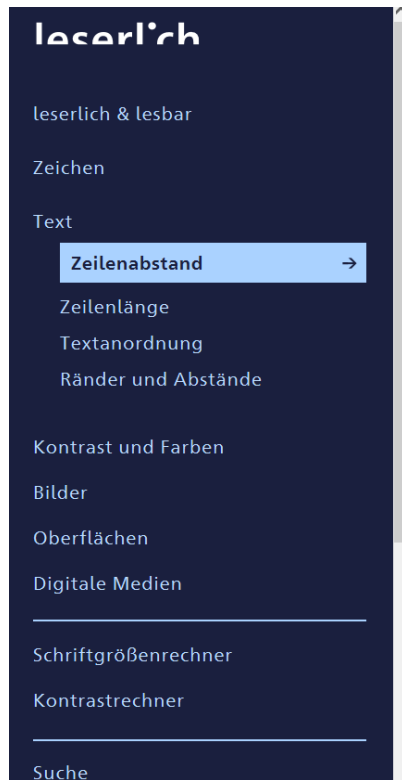 leserlich
leserlich & lesbar
Zeichen
Text
Zeilenabstand →
Zeilenlänge
Textanordnung
Ränder und Abstände
Kontrast und Farben
Bilder
Oberflächen
Digitale Medien
Schriftgrößenrechner
Kontrastrechner
Suche